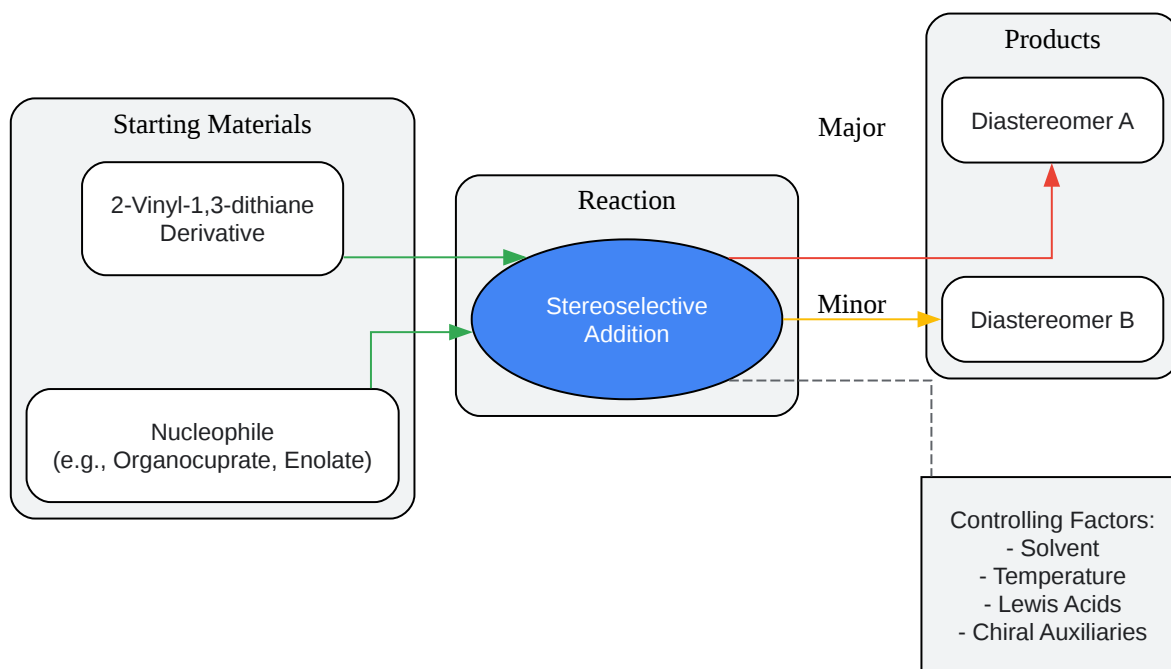 Starting Materials
2-Vinyl-1,3-dithiane
Derivative
Nucleophile
(e.g., Organocuprate, Enolate)
Reaction
Stereoselective
Addition
Major
Minor
Products
Diastereomer A
Diastereomer B
Controlling Factors:
- Solvent
- Temperature
- Lewis Acids
- Chiral Auxiliaries